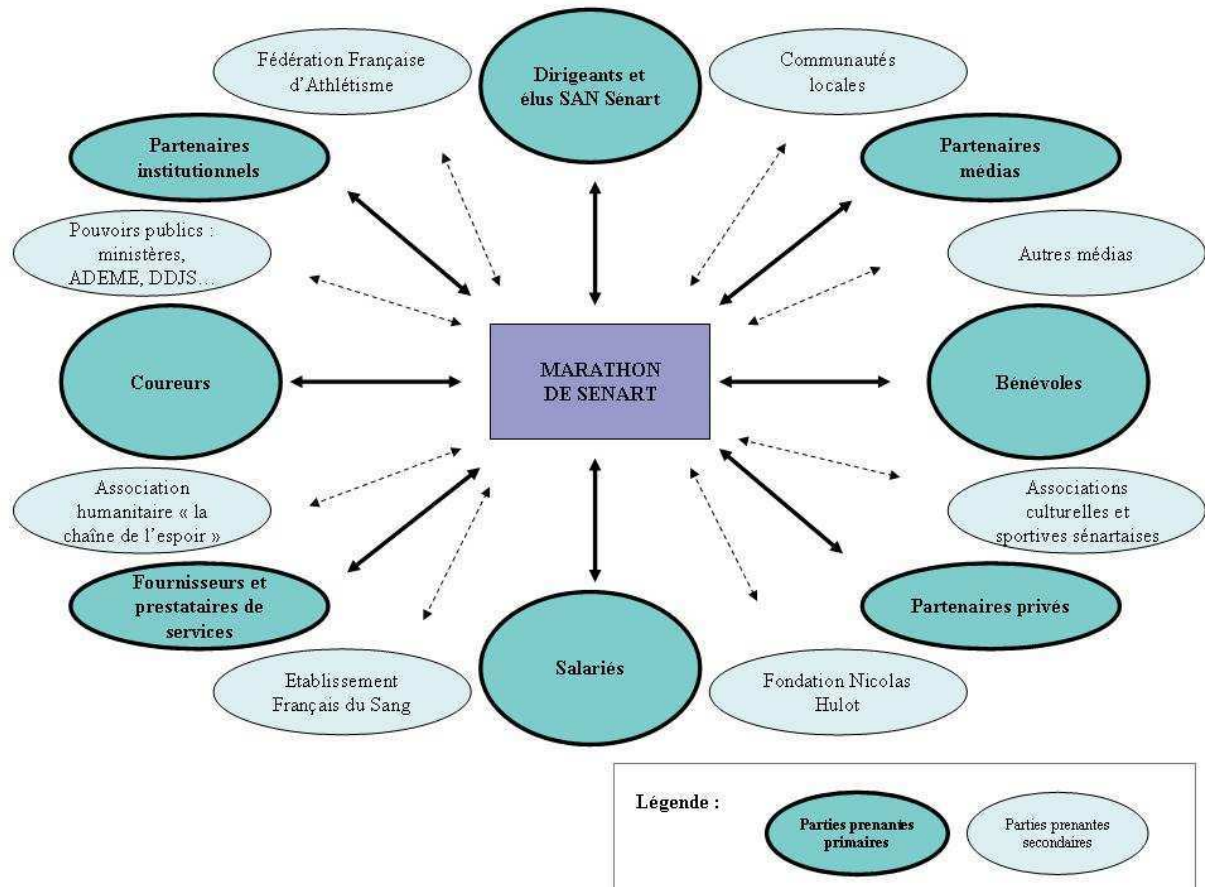 Fédération Française
d’Athlétisme
Dirigeants et
élus SAN Sénart
Communautés
locales
Partenaires
institutionnels
Partenaires
médias
Pouvoirs publics :
ministères,
ADEME, DDJS…
Autres médias
Coureurs
MARATHON
DE SENART
Bénévoles
Association
humanitaire « la
chaîne de l’espoir »
Associations
culturelles et
sportives sénartaises
Fournisseurs et
prestataires de
services
Partenaires privés
Etablissement
Français du Sang
Salariés
Fondation Nicolas
Hulot
Légende :
Parties prenantes
primaires
Parties prenantes
secondaires